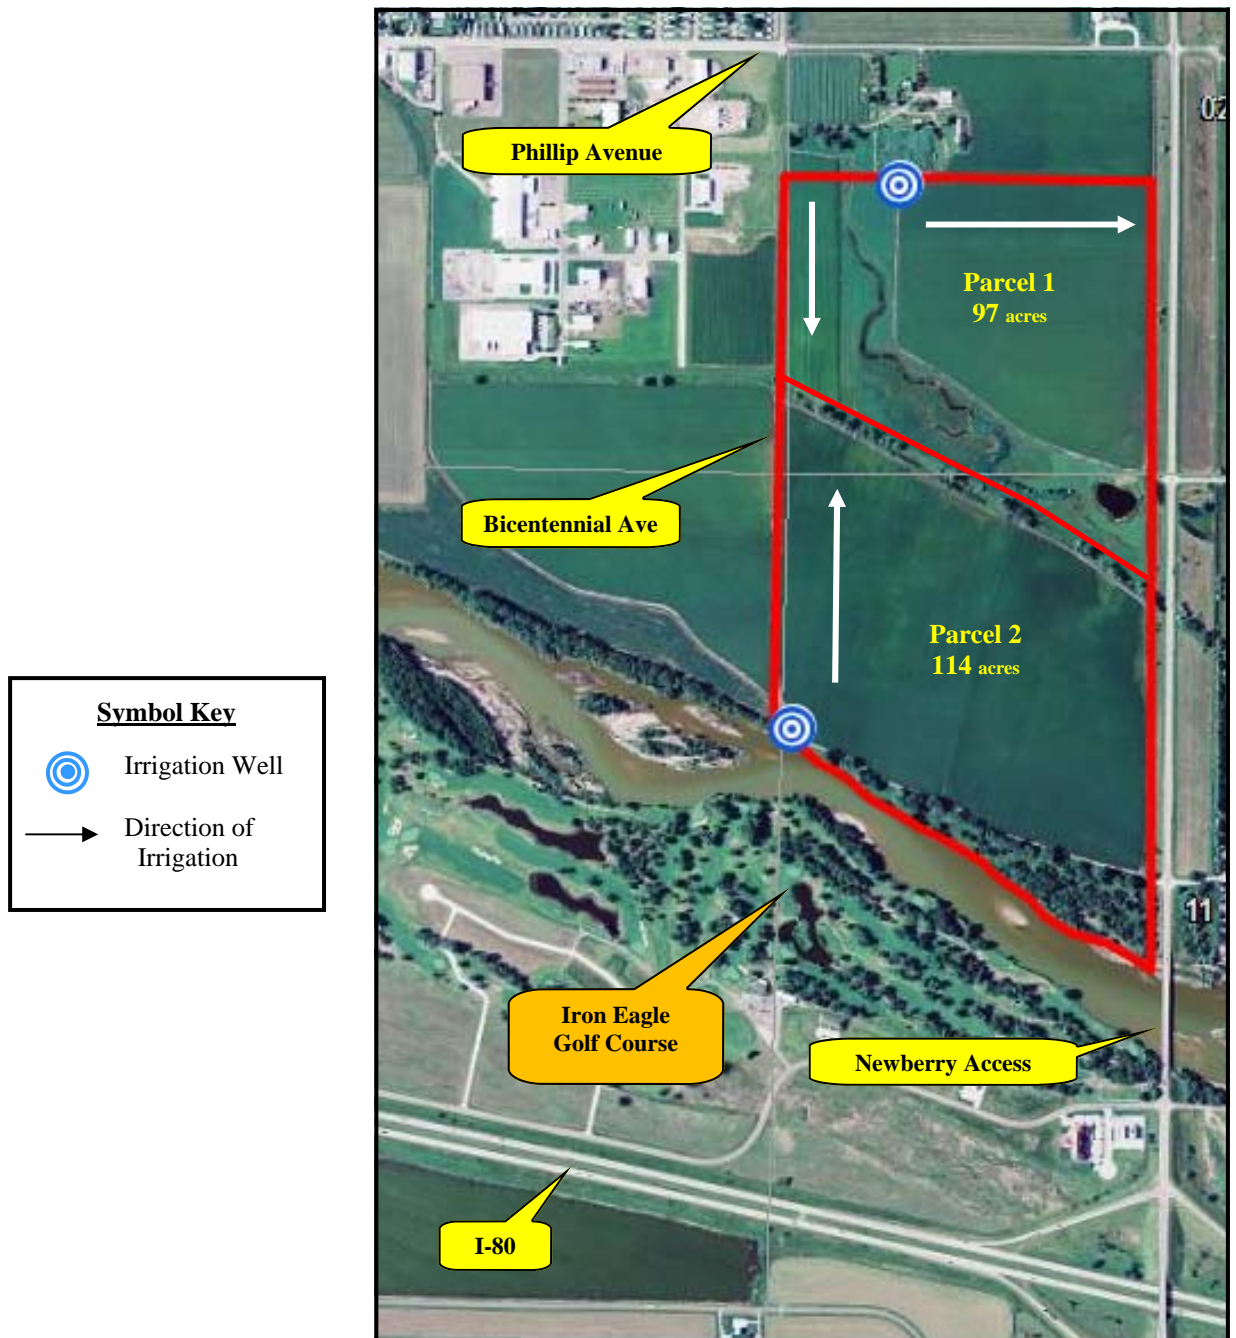 02
Phillip Avenue
Parcel 1
97 acres
Bicentennial Ave
Parcel 2
114 acres
Symbol Key
Irrigation Well
Direction of
Irrigation
11
Iron Eagle
Golf Course
Newberry Access
I-80